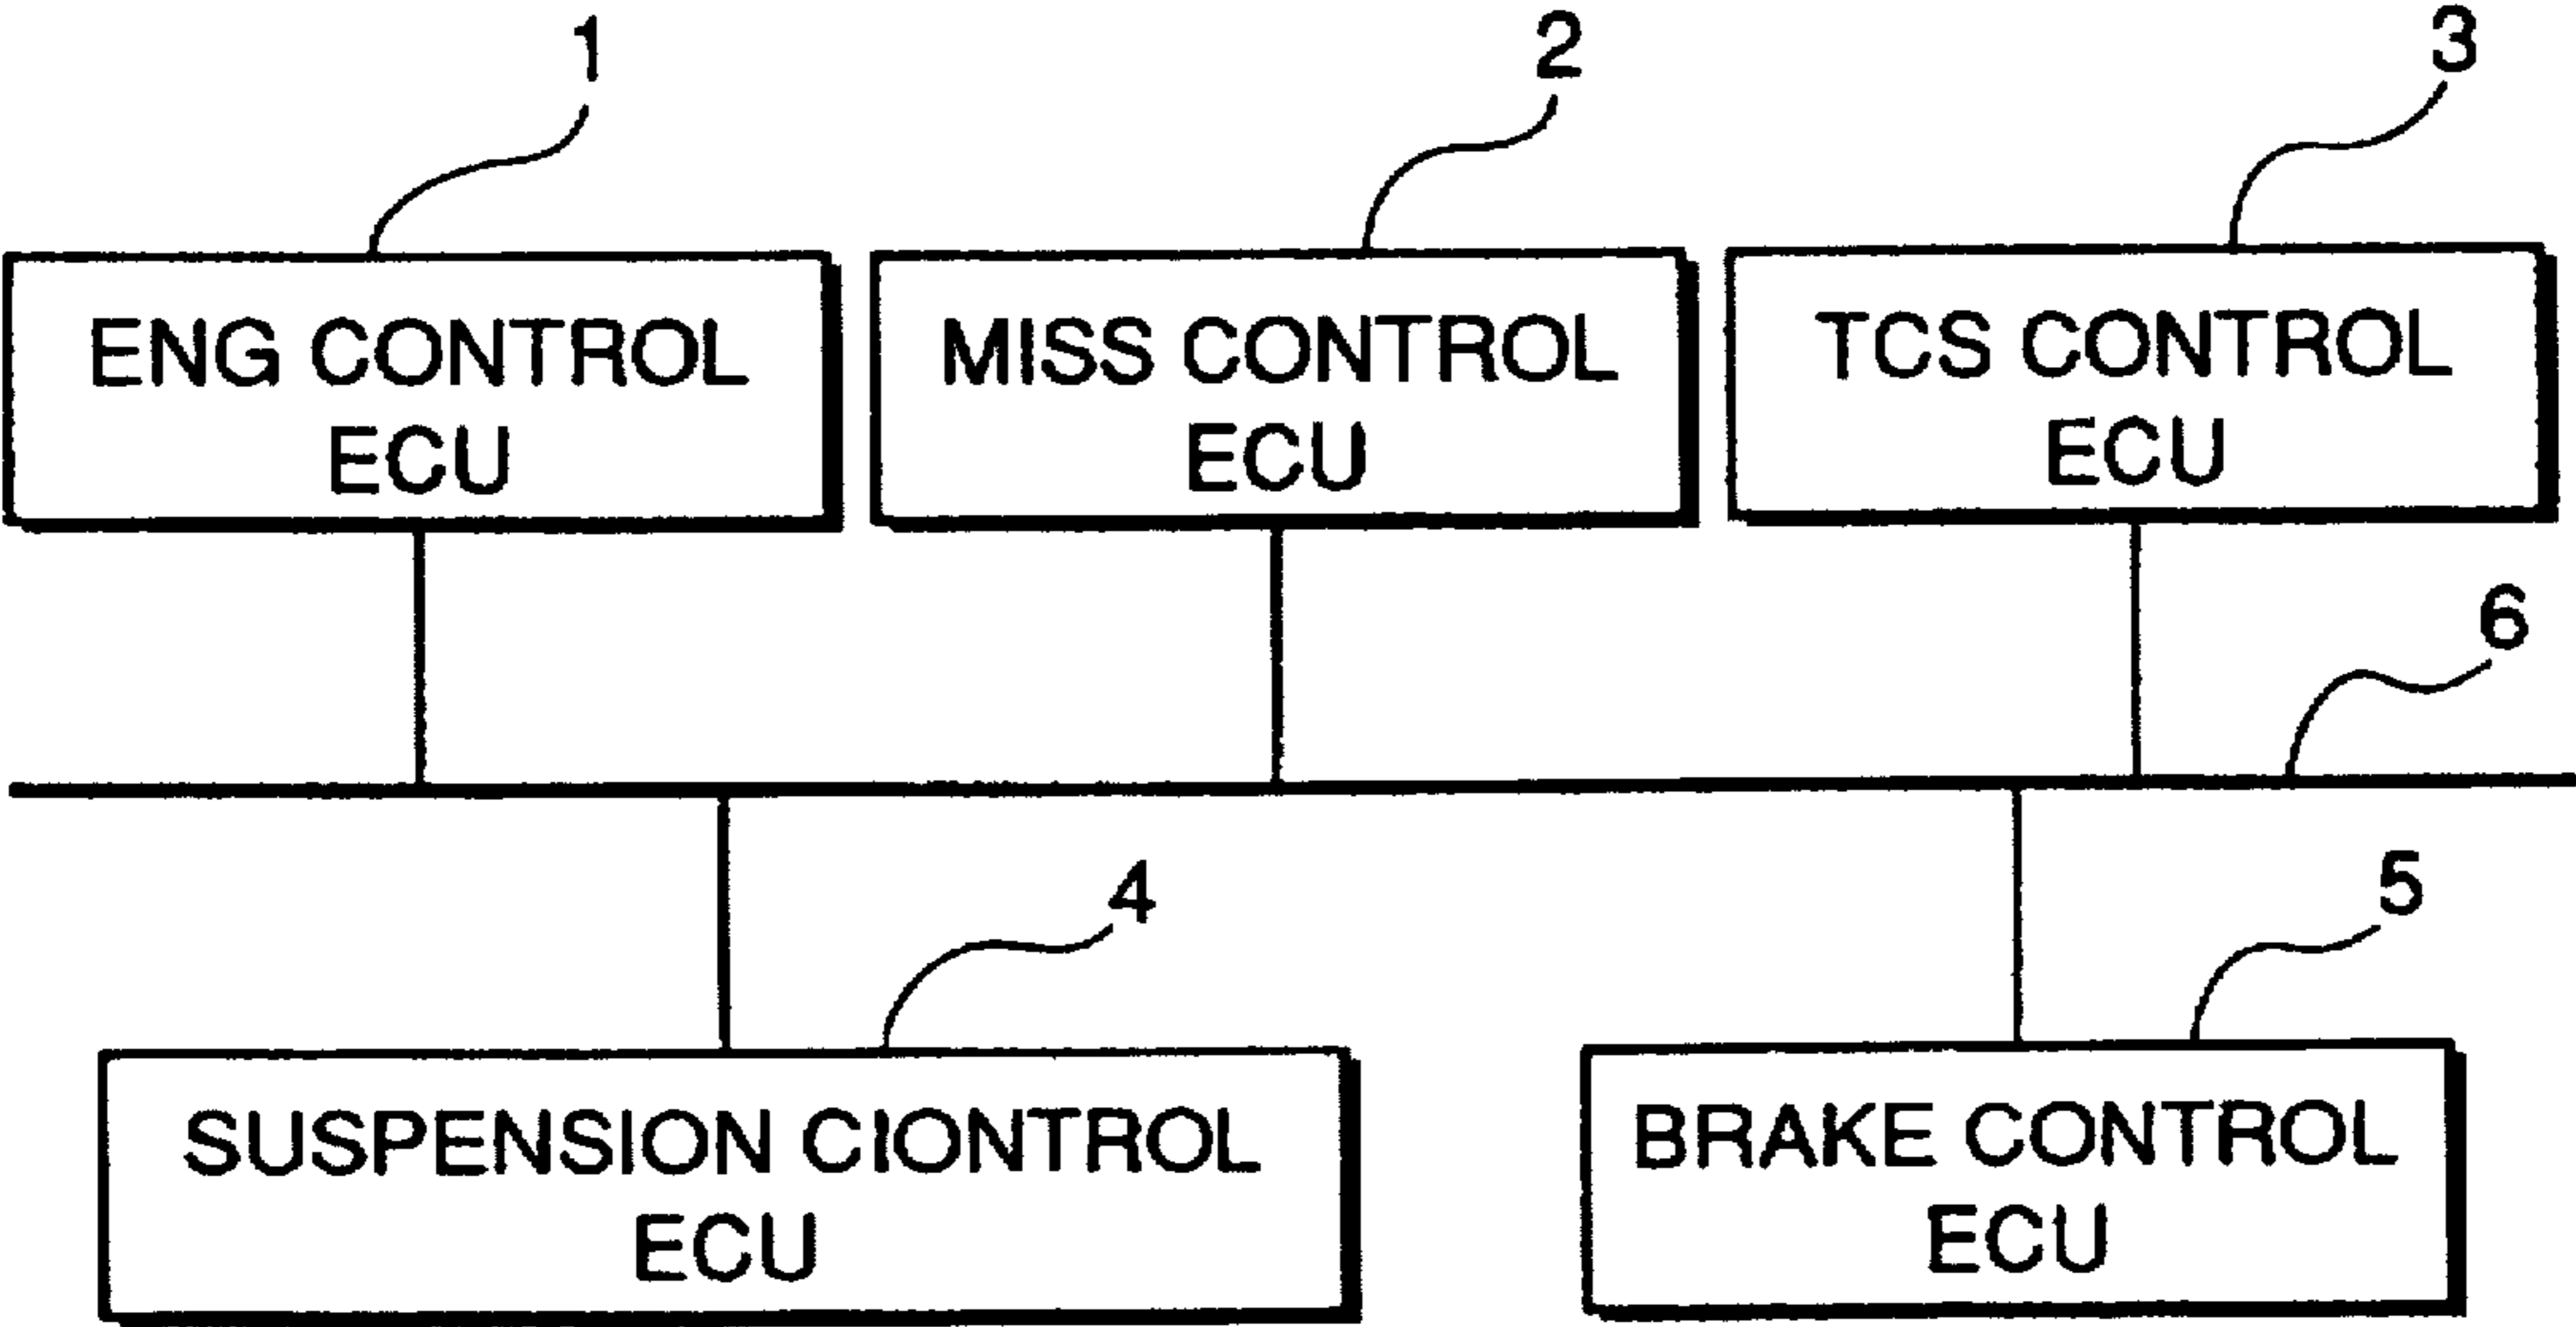 1
2
3
ENG CONTROL
ECU
MISS CONTROL
ECU
TCS CONTROL
ECU
6
4
5
SUSPENSION CIONTROL
ECU
BRAKE CONTROL
ECU